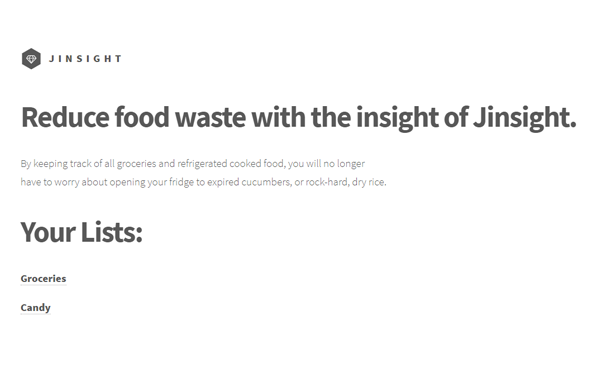 JINSIGHT
Reduce food waste with the insight of Jinsight.
By keeping track of all groceries and refrigerated cooked food, you will no longer
have to worry about opening your fridge to expired cucumbers, or rock-hard, dry rice.
Your Lists:
Groceries
Candy